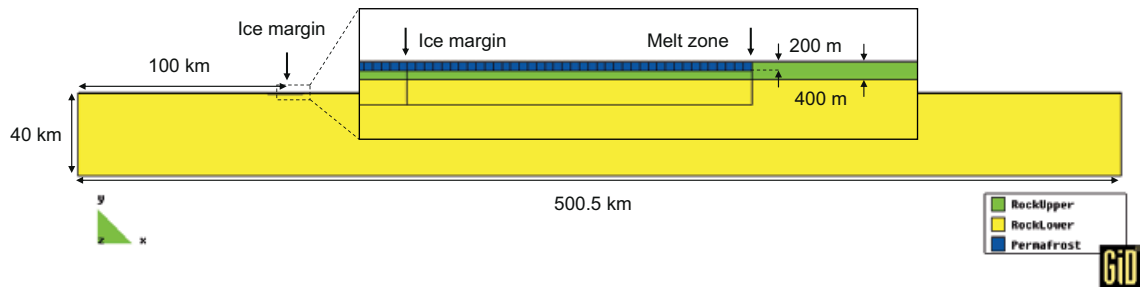 Ice margin
Ice margin
Melt zone
200 m
100 km
400 m
40 km
500.5 km
y
z
x
RockUpper
RockLower
Permafrost
GiD